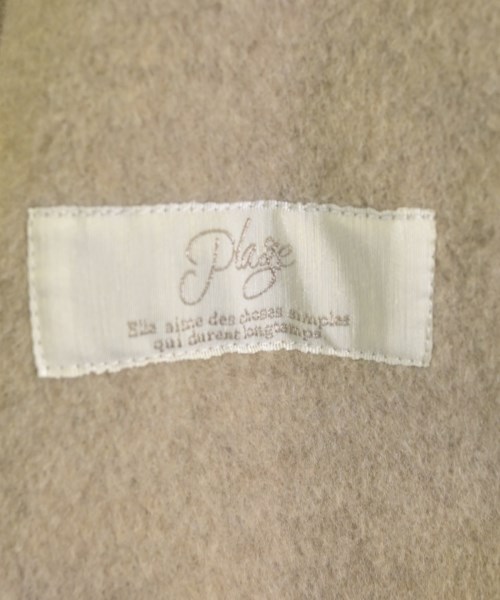 Plage
Elle aime des choses simples
qui durent longtemps